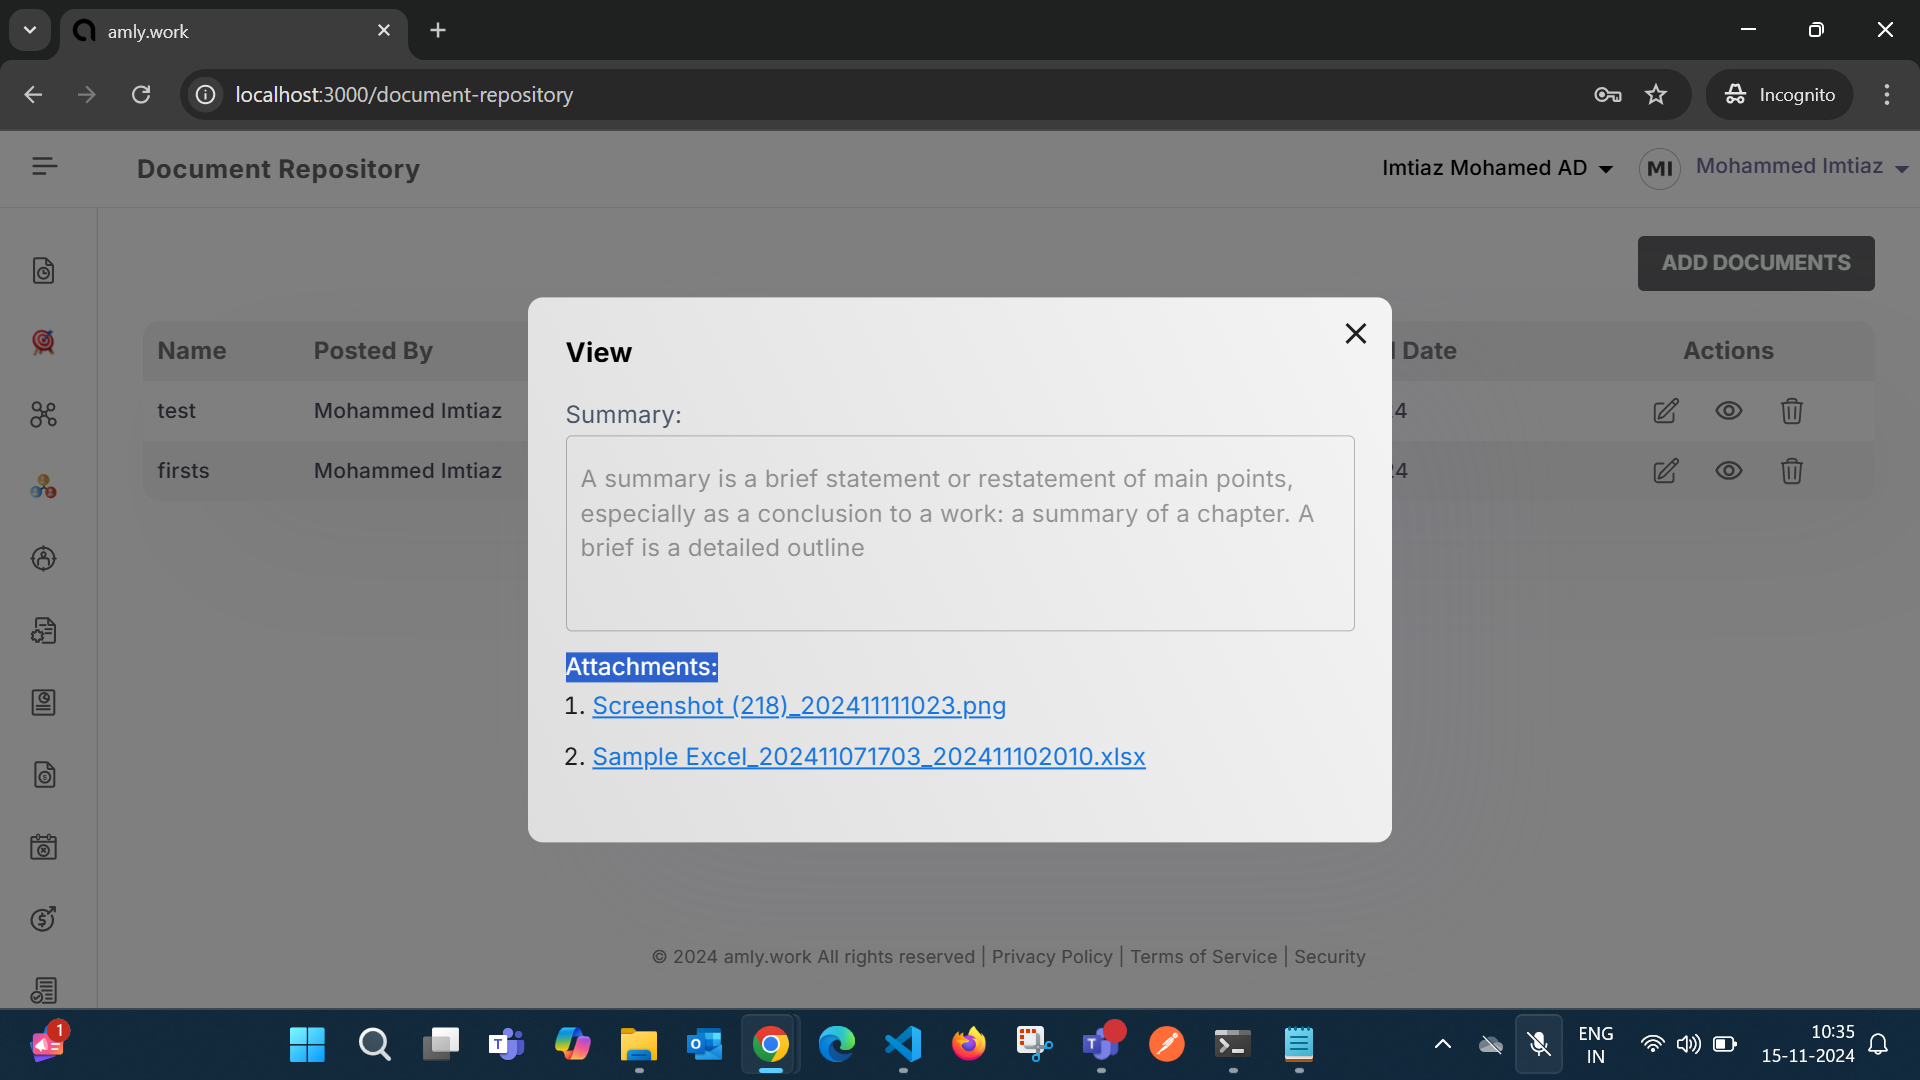 amly.work
localhost:3000/document-repository
Incognito
Document Repository
Imtiaz Mohamed AD
MI
Mohammed Imtiaz
ADD DOCUMENTS
Name
Posted By
Date
Actions
test
Mohammed Imtiaz
4
firsts
Mohammed Imtiaz
24
View
Summary:
A summary is a brief statement or restatement of main points,
especially as a conclusion to a work: a summary of a chapter. A
brief is a detailed outline
Attachments:
1. Screenshot (218)_202411111023.png
2. Sample Excel_202411071703_202411102010.xlsx
© 2024 amly.work All rights reserved | Privacy Policy | Terms of Service | Security
1
ENG
IN
10:35
15-11-2024